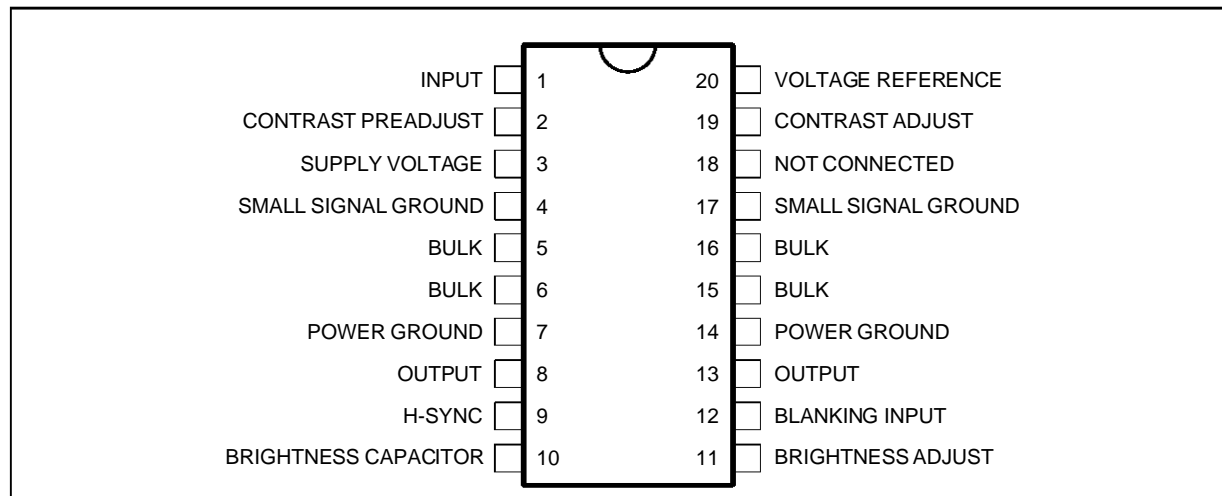 INPUT 1 20 VOLTAGE REFERENCE
CONTRAST PREADJUST 2 19 CONTRAST ADJUST
SUPPLY VOLTAGE 3 18 NOT CONNECTED
SMALL SIGNAL GROUND 4 17 SMALL SIGNAL GROUND
BULK 5 16 BULK
BULK 6 15 BULK
POWER GROUND 7 14 POWER GROUND
OUTPUT 8 13 OUTPUT
H-SYNC 9 12 BLANKING INPUT
BRIGHTNESS CAPACITOR 10 11 BRIGHTNESS ADJUST